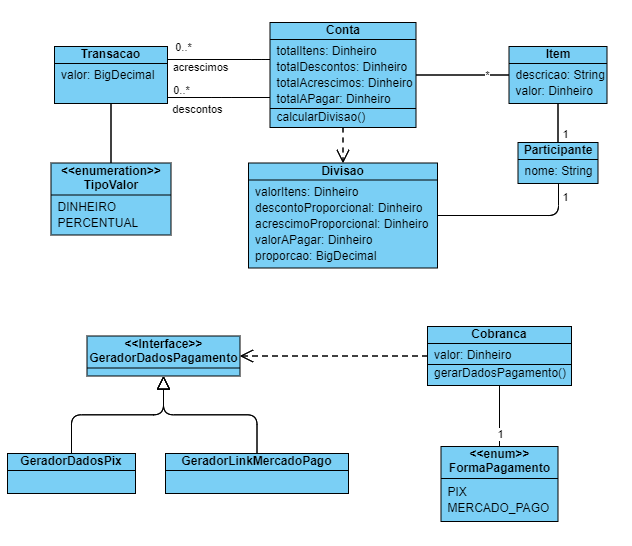 Transacao
valor: BigDecimal
0..*
acrescimos
0..*
descontos
Conta
totalItens: Dinheiro
totalDescontos: Dinheiro
totalAcrescimos: Dinheiro
totalAPagar: Dinheiro
calcularDivisao()
*
Item
descricao: String
valor: Dinheiro
1
Participante
nome: String
1
<<enumeration>>
TipoValor
DINHEIRO
PERCENTUAL
Divisao
valorItens: Dinheiro
descontoProporcional: Dinheiro
acrescimoProporcional: Dinheiro
valorAPagar: Dinheiro
proporcao: BigDecimal
<<Interface>>
GeradorDadosPagamento
Cobranca
valor: Dinheiro
gerarDadosPagamento()
1
GeradorDadosPix
GeradorLinkMercadoPago
<<enum>>
FormaPagamento
PIX
MERCADO_PAGO